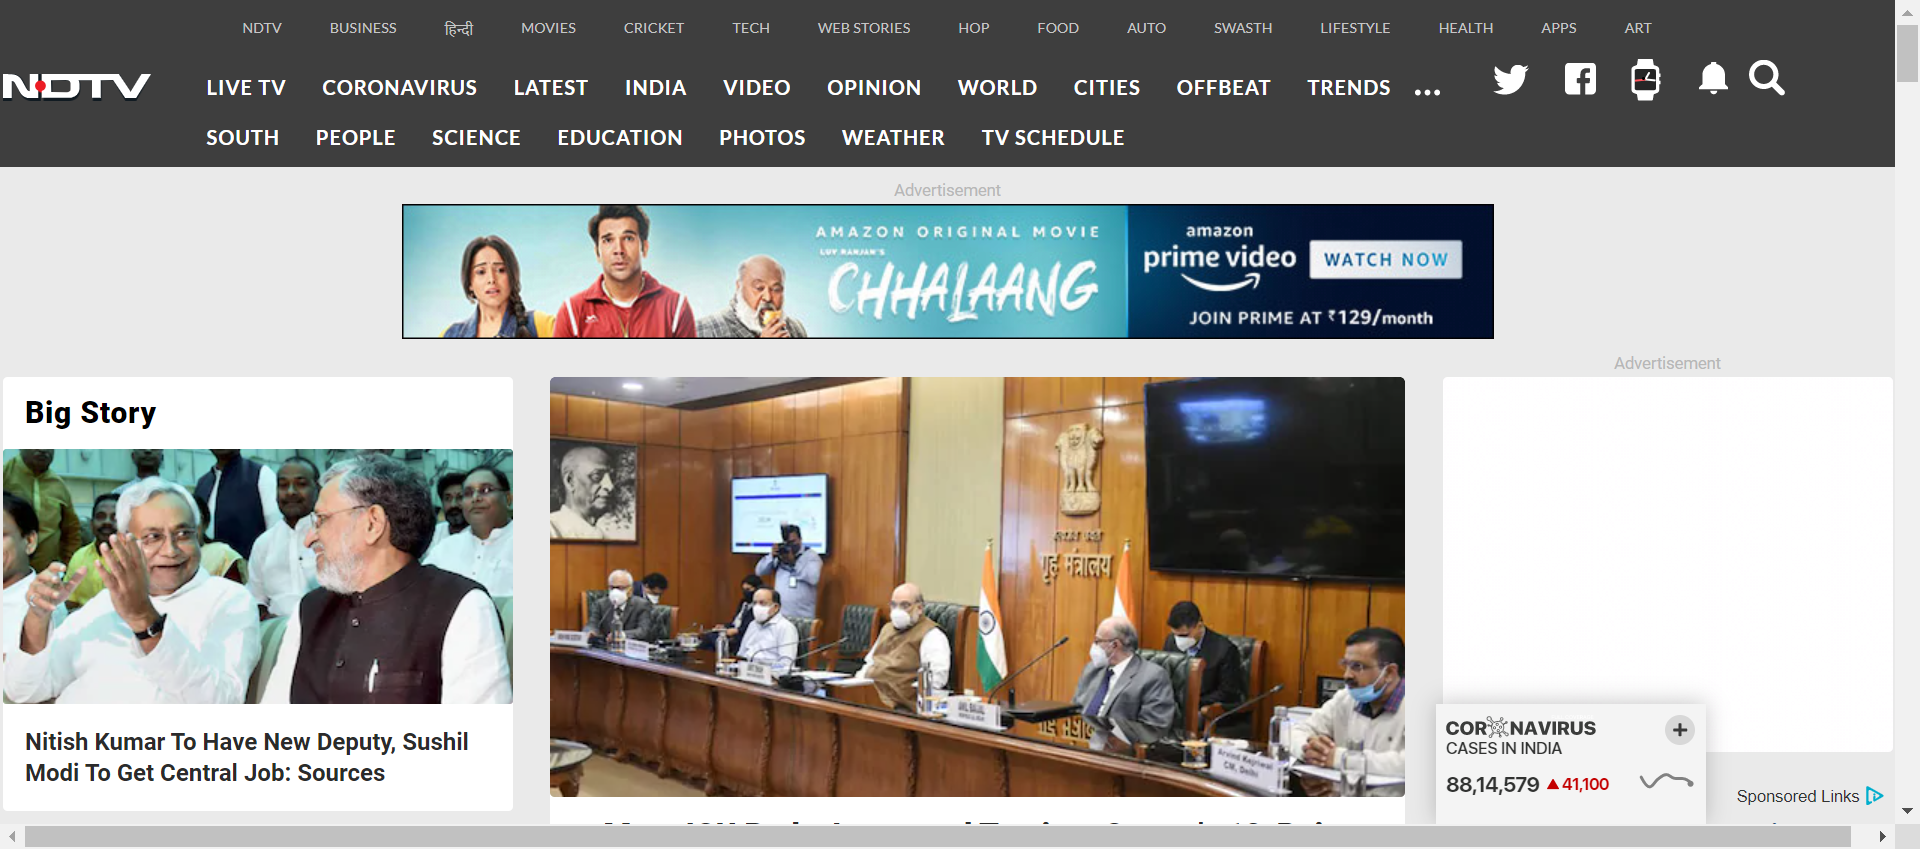 NDTV BUSINESS हिन्दी MOVIES CRICKET TECH WEB STORIES HOP FOOD AUTO SWASTH LIFESTYLE HEALTH APPS ART
NDTV
LIVE TV CORONAVIRUS LATEST INDIA VIDEO OPINION WORLD CITIES OFFBEAT TRENDS ...
SOUTH PEOPLE SCIENCE EDUCATION PHOTOS WEATHER TV SCHEDULE
Advertisement
AMAZON ORIGINAL MOVIE
LUV RANJAN'S
CHHALAANG
amazon
prime video
WATCH NOW
JOIN PRIME AT ₹129/month
Advertisement
Big Story
Nitish Kumar To Have New Deputy, Sushil
Modi To Get Central Job: Sources
गृह मंत्रालय
Arvind Kejriwal
CM, Delhi
CORONAVIRUS
CASES IN INDIA
88,14,579 ▲41,100
Sponsored Links